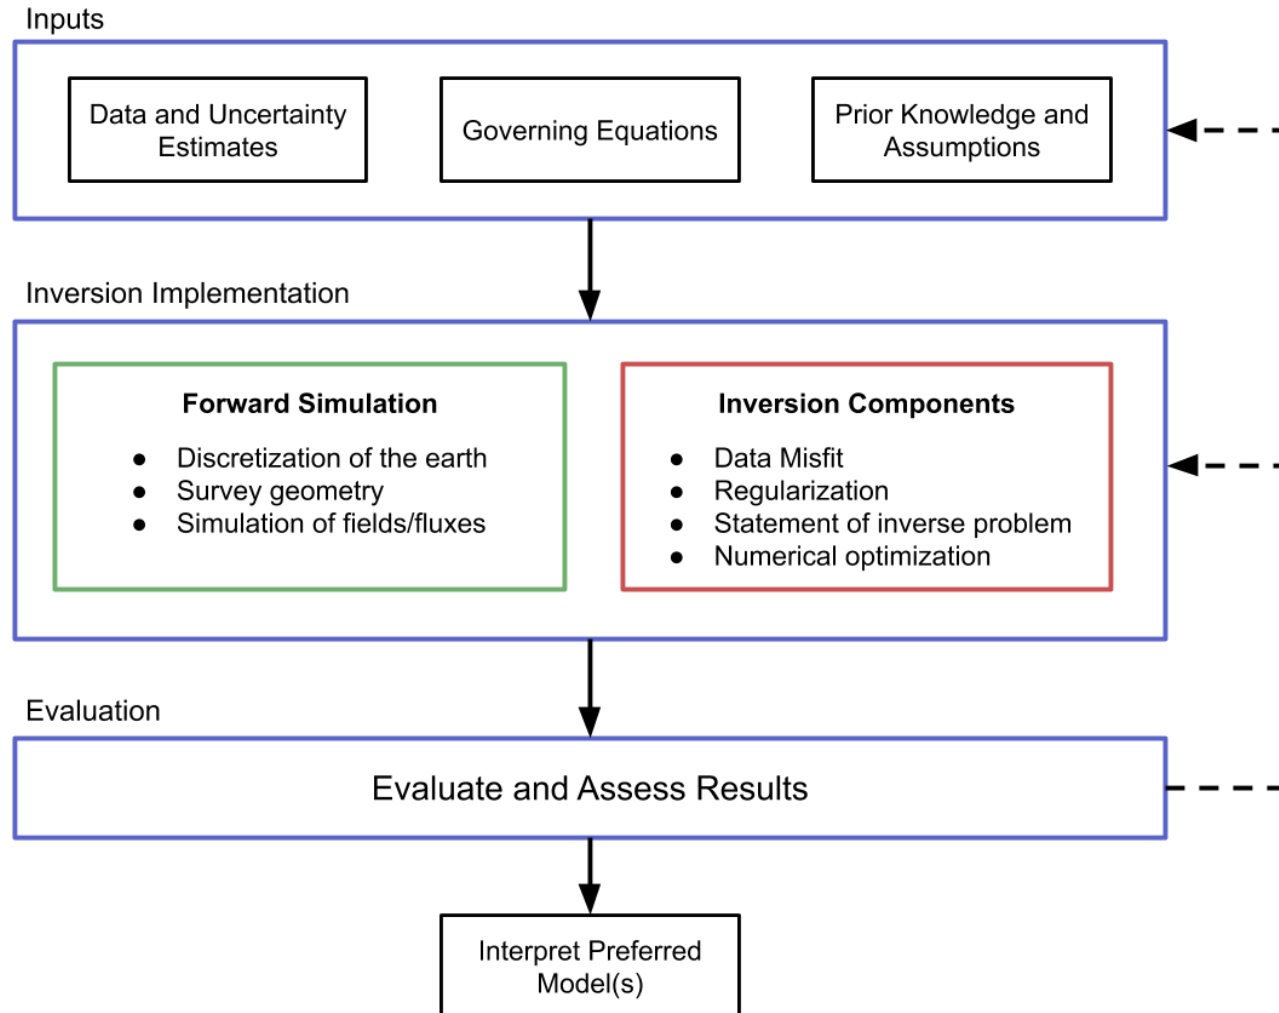 Inputs
Data and Uncertainty
Estimates
Governing Equations
Prior Knowledge and
Assumptions
Inversion Implementation
Forward Simulation
● Discretization of the earth
● Survey geometry
● Simulation of fields/fluxes
Inversion Components
● Data Misfit
● Regularization
● Statement of inverse problem
● Numerical optimization
Evaluation
Evaluate and Assess Results
Interpret Preferred
Model(s)